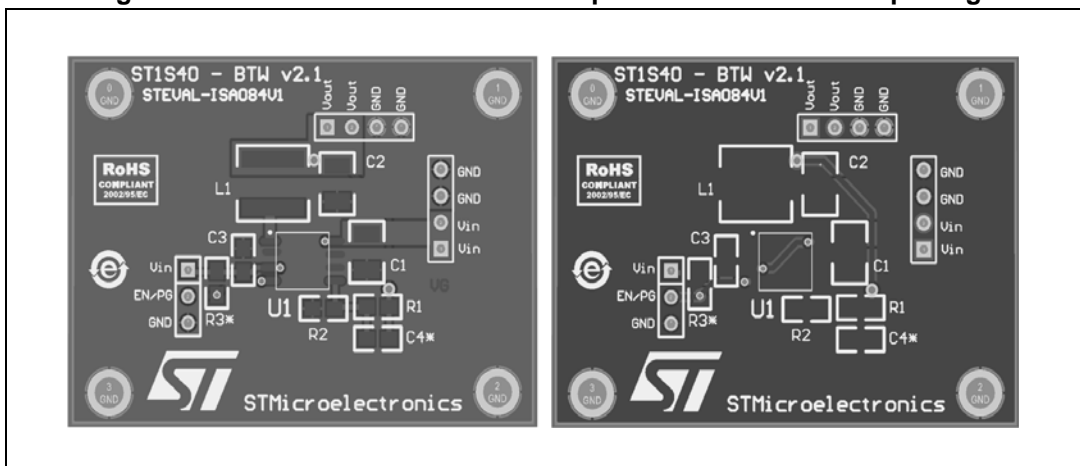 ST1S40 - BTW v2.1
STEVAL-ISA084V1
0
GND
1
GND
Vout
Vout
GND
GND
RoHS
COMPLIANT
2002/95/EC
C2
L1
GND
GND
Vin
Vin
C3
C1
VG
Vin
EN/PG
GND
R3*
U1
R2
R1
C4*
3
GND
ST
STMicroelectronics
2
GND
ST1S40 - BTW v2.1
STEVAL-ISA084V1
0
GND
1
GND
Vout
Vout
GND
GND
RoHS
COMPLIANT
2002/95/EC
C2
L1
GND
GND
Vin
Vin
C3
C1
Vin
EN/PG
GND
R3*
U1
R2
R1
C4*
3
GND
ST
STMicroelectronics
2
GND